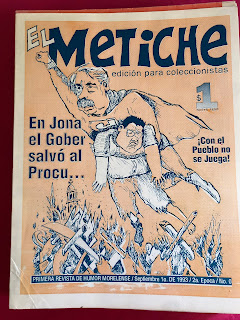 EL METICHE
edición para coleccionistas
$1
En Jona
el Gober
salvó al
Procu...
¡Con el
Pueblo no
se Juega!
PRIMERA REVISTA DE HUMOR MORELENSE / Septiembre 1o. DE 1993 / 2a. Epoca / No. 0